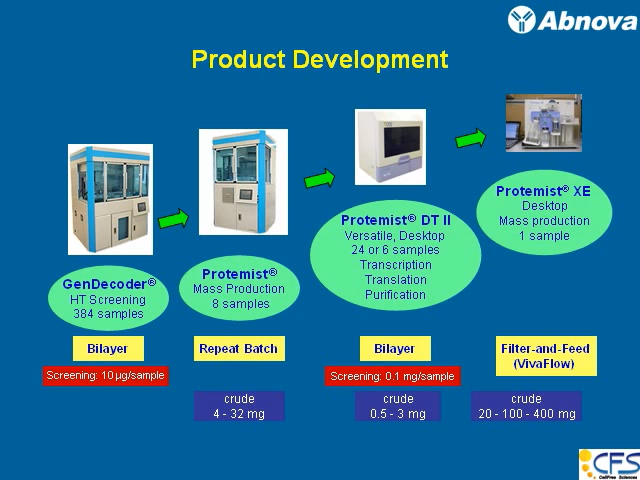 Abnova
Product Development
GenDecoder®
HT Screening
384 samples
Protemist®
Mass Production
8 samples
Protemist® DT II
Versatile, Desktop
24 or 6 samples
Transcription
Translation
Purification
Protemist® XE
Desktop
Mass production
1 sample
Bilayer
Repeat Batch
Bilayer
Filter-and-Feed
(VivaFlow)
Screening: 10 µg/sample
Screening: 0.1 mg/sample
crude
4 - 32 mg
crude
0.5 - 3 mg
crude
20 - 100 - 400 mg
CFS
CellFree Sciences